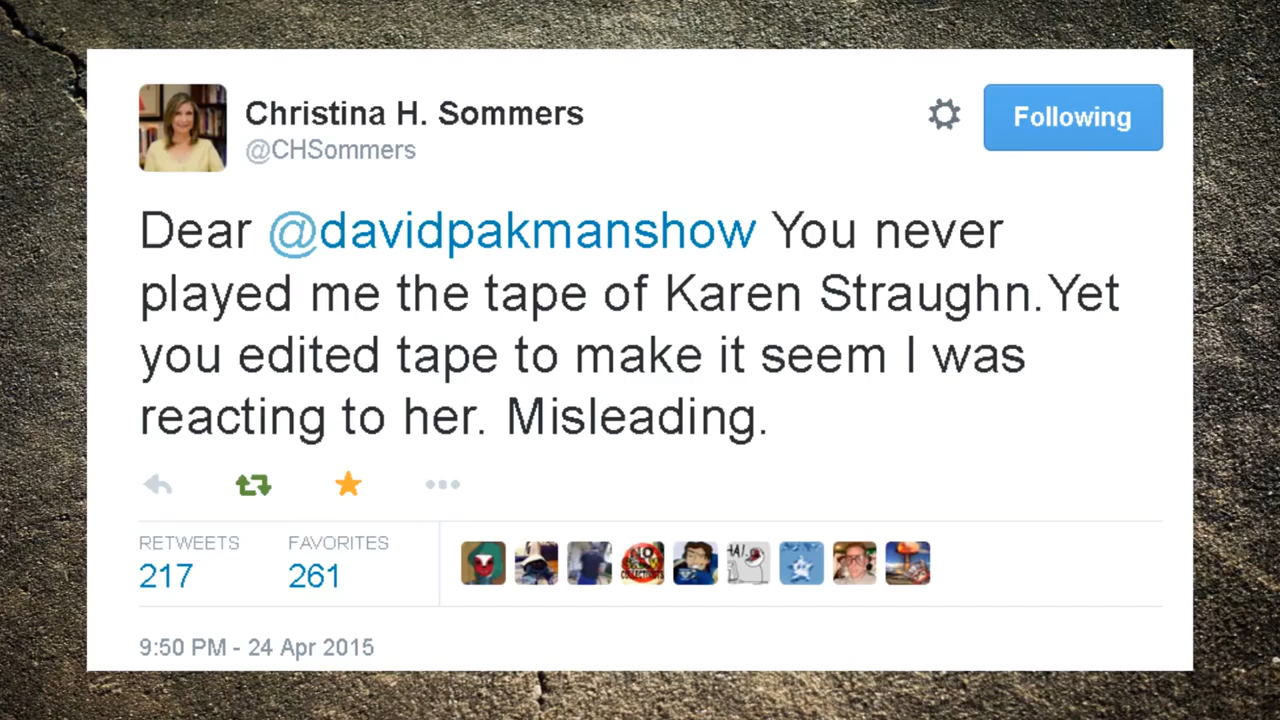 Christina H. Sommers
@CHSommers
Following
Dear @davidpakmanshow You never
played me the tape of Karen Straughn.Yet
you edited tape to make it seem I was
reacting to her. Misleading.
RETWEETS FAVORITES
217 261
NO
HA!
9:50 PM - 24 Apr 2015